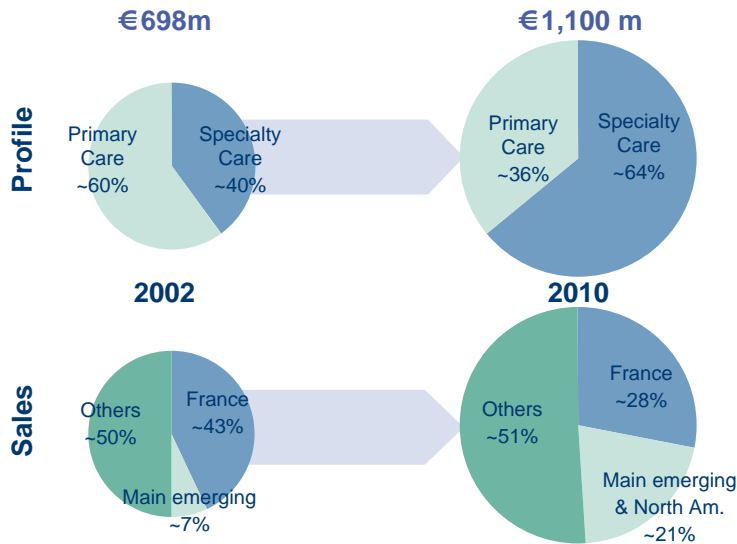 €698m
€1,100 m
Profile
Primary
Care
~60%
Specialty
Care
~40%
Primary
Care
~36%
Specialty
Care
~64%
2002
2010
Sales
Others
~50%
France
~43%
Main emerging
~7%
Others
~51%
France
~28%
Main emerging
& North Am.
~21%